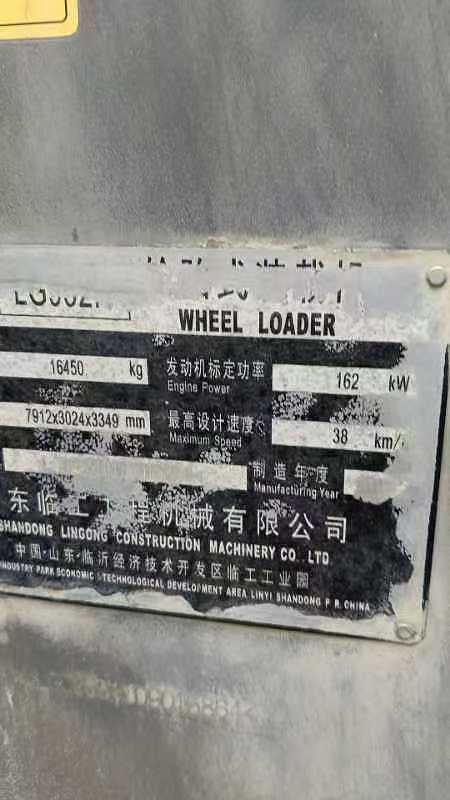 WHEEL LOADER
16450 kg 发动机标定功率 162 kW
Engine Power
7912x3024x3349 mm 最高设计速度 38 km/
Maximum Speed
制造年度
Manufacturing Year
东临工 工程机械有限公司
SHANDONG LINGONG CONSTRUCTION MACHINERY CO. LTD
中国·山东·临沂经济技术开发区临工工业园
INDUSTRY PARK ECONOMIC & TECHNOLOGICAL DEVELOPMENT AREA LINYI SHANDONG P.R.CHINA